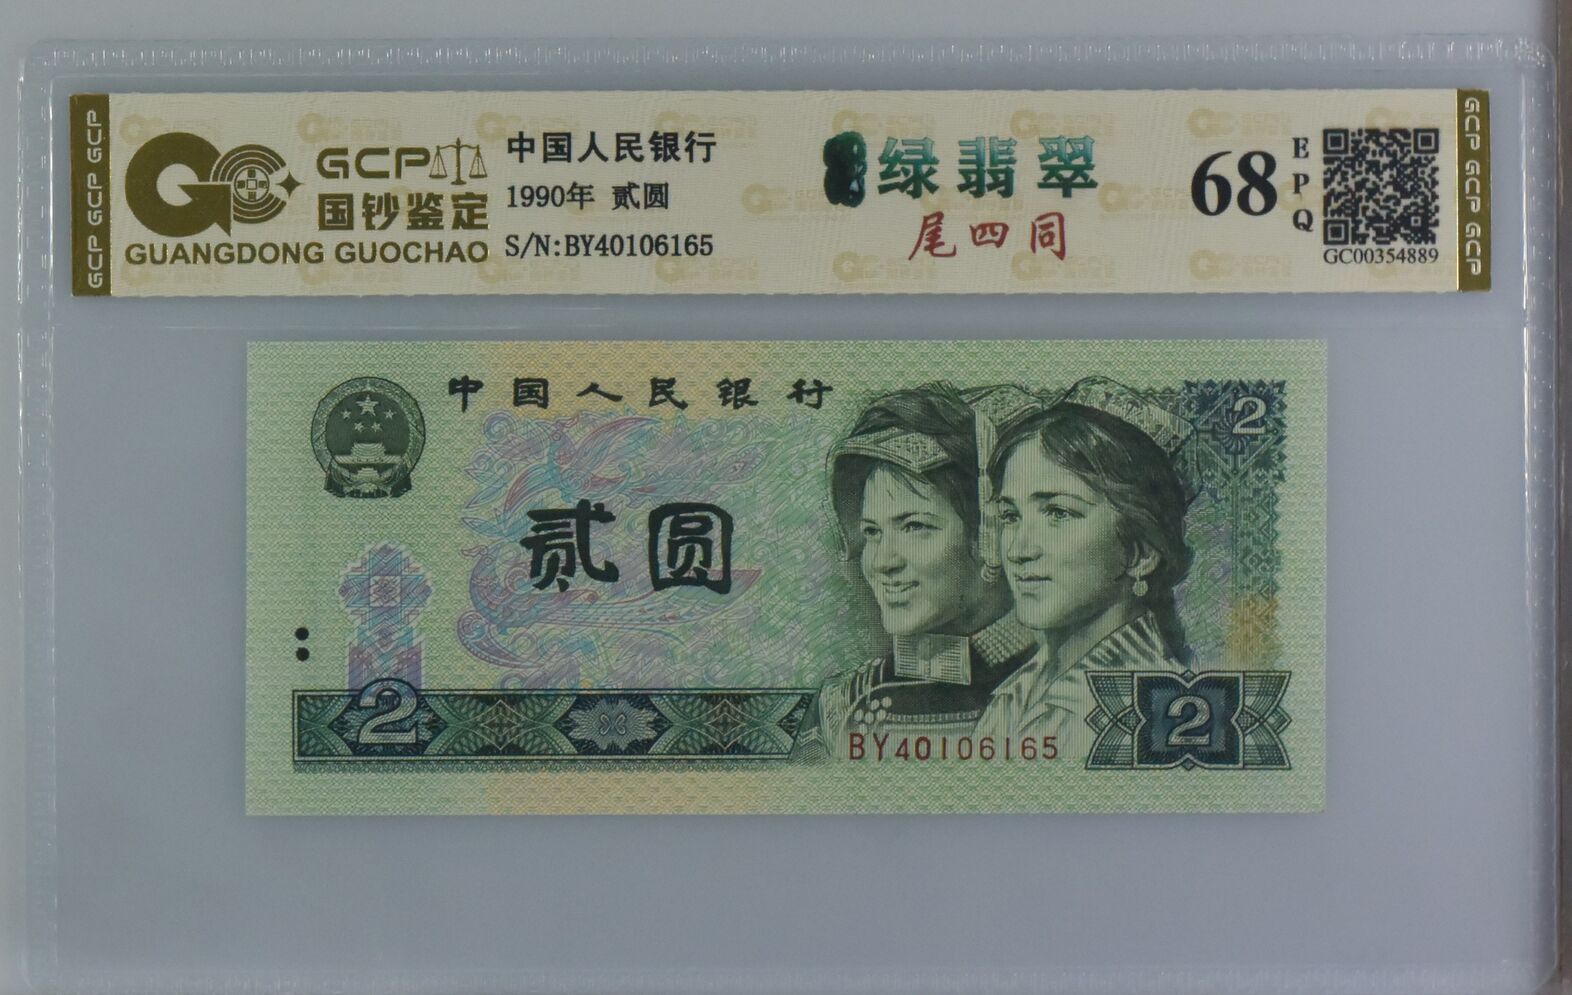 GCP GCP GCP
GCP
国钞鉴定
GUANGDONG GUOCHAO
中国人民银行
1990年 贰圆
S/N:BY40106165
绿翡翠
尾四同
68
EPQ
GC00354889
GCP GCP GCP
中国人民银行
2
贰圆
2
BY40106165
2